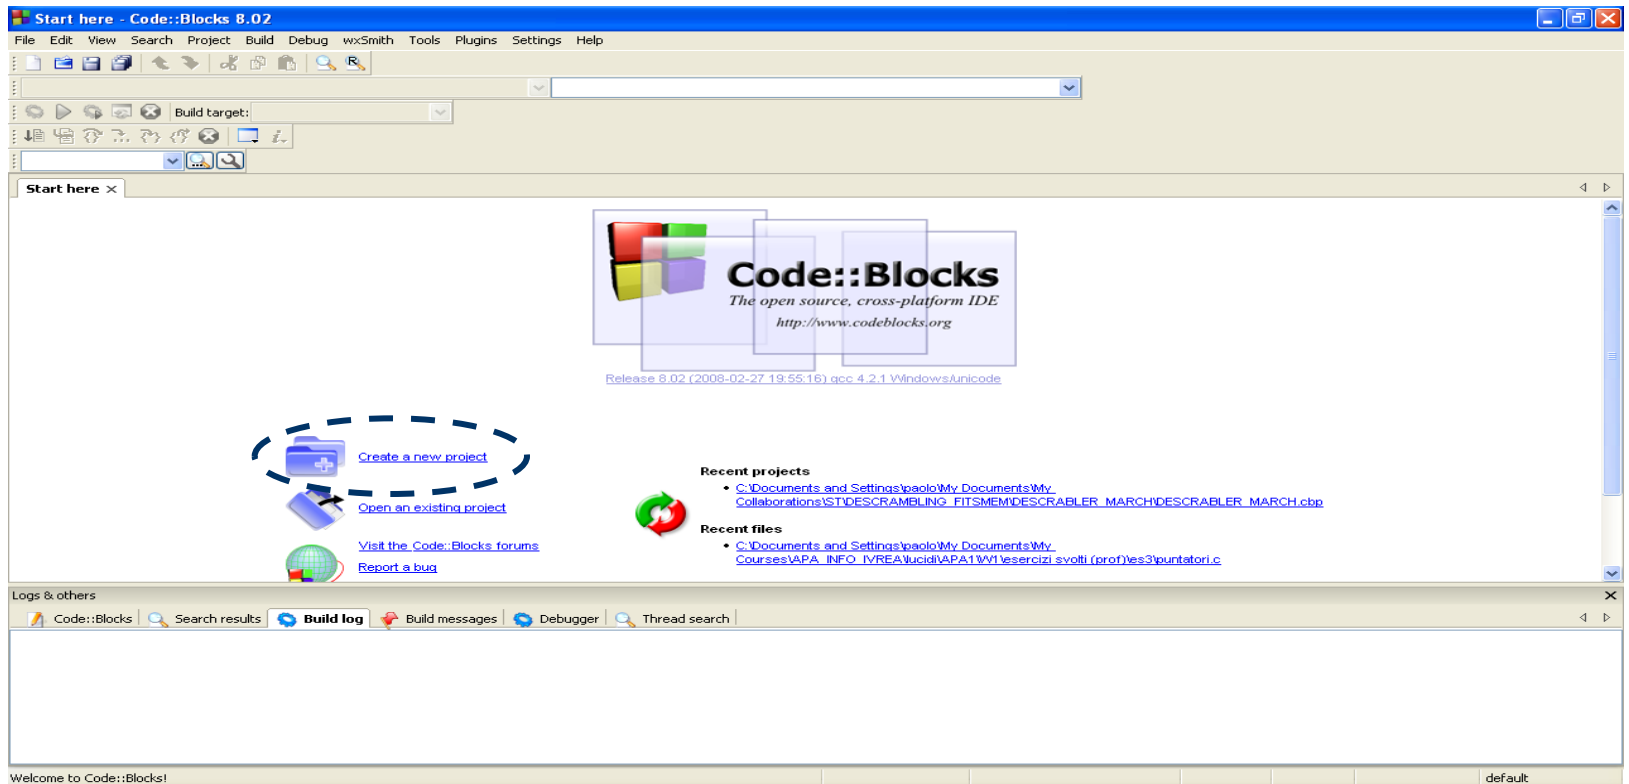 Start here - Code::Blocks 8.02
File Edit View Search Project Build Debug wxSmith Tools Plugins Settings Help
Build target:
Start here
Code::Blocks
The open source, cross-platform IDE
http://www.codeblocks.org
Release 8.02 (2008-02-27 19:55:16) gcc 4.2.1 Windows/unicode
Create a new project
Open an existing project
Visit the Code::Blocks forums
Report a bug
Recent projects
C:\Documents and Settings\paolo\My Documents\My
Collaborations\ST\DESCRAMBLING_FITSMEM\DESCRABLER_MARCH\DESCRABLER_MARCH.cbp
Recent files
C:\Documents and Settings\paolo\My Documents\My
Courses\APA_INFO_IVREA\lucidi\APA1\W1\esercizi svolti (prof)\es3\puntatori.c
Logs & others
Code::Blocks Search results Build log Build messages Debugger Thread search
Welcome to Code::Blocks! default